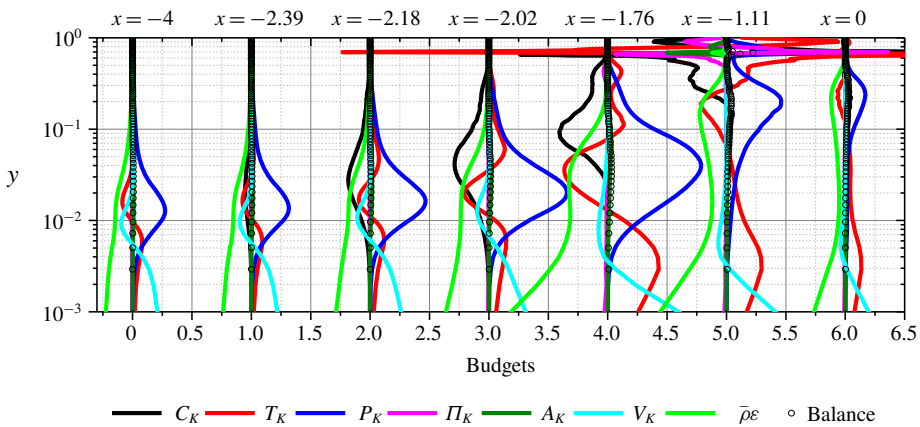 x = −4 x = −2.39 x = −2.18 x = −2.02 x = −1.76 x = −1.11 x = 0
10⁰
10⁻¹
y
10⁻²
10⁻³
0 0.5 1.0 0.5 2.0 2.5 3.0 3.5 4.0 4.5 5.0 5.5 6.0 6.5
Budgets
C_K T_K P_K Π_K A_K V_K ρ̄ε Balance